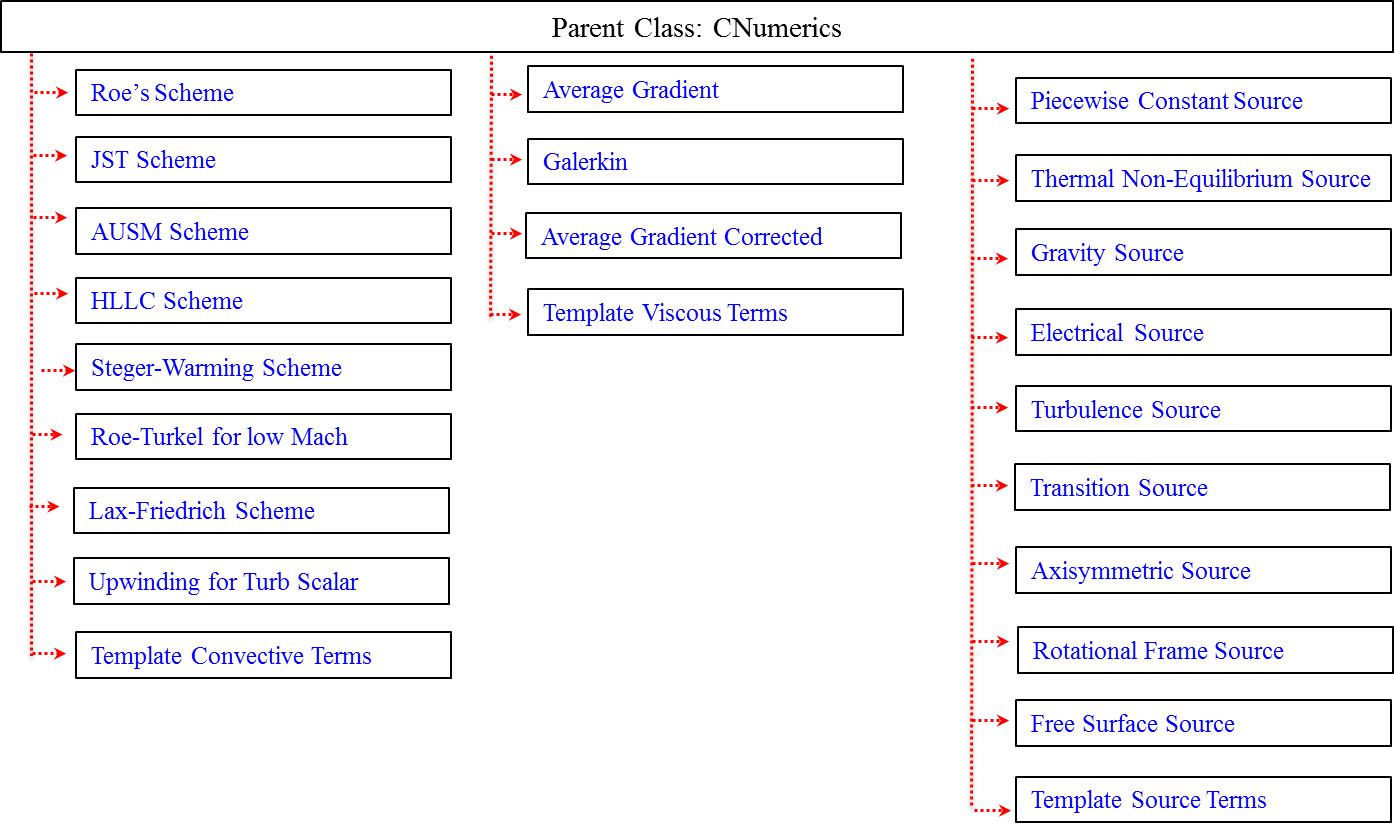 Parent Class: CNumerics
Roe’s Scheme
JST Scheme
AUSM Scheme
HLLC Scheme
Steger-Warming Scheme
Roe-Turkel for low Mach
Lax-Friedrich Scheme
Upwinding for Turb Scalar
Template Convective Terms
Average Gradient
Galerkin
Average Gradient Corrected
Template Viscous Terms
Piecewise Constant Source
Thermal Non-Equilibrium Source
Gravity Source
Electrical Source
Turbulence Source
Transition Source
Axisymmetric Source
Rotational Frame Source
Free Surface Source
Template Source Terms